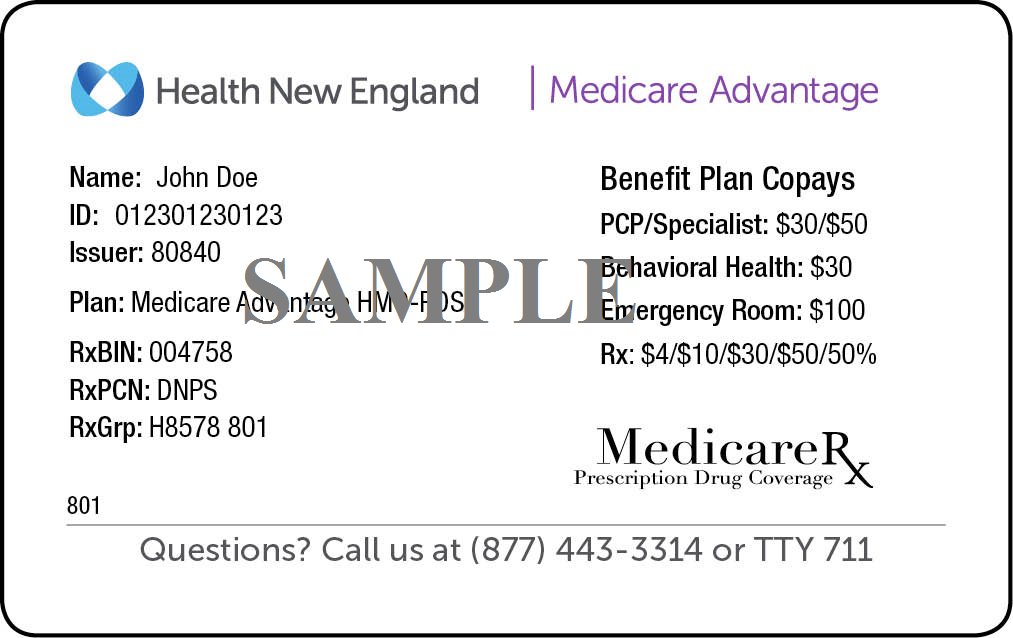 Health New England | Medicare Advantage
Name: John Doe
ID: 012301230123
Issuer: 80840
Plan: Medicare Advantage HMO-POS
RxBIN: 004758
RxPCN: DNPS
RxGrp: H8578 801
801
SAMPLE
Benefit Plan Copays
PCP/Specialist: $30/$50
Behavioral Health: $30
Emergency Room: $100
Rx: $4/$10/$30/$50/50%
MedicareRx
Prescription Drug Coverage
Questions? Call us at (877) 443-3314 or TTY 711